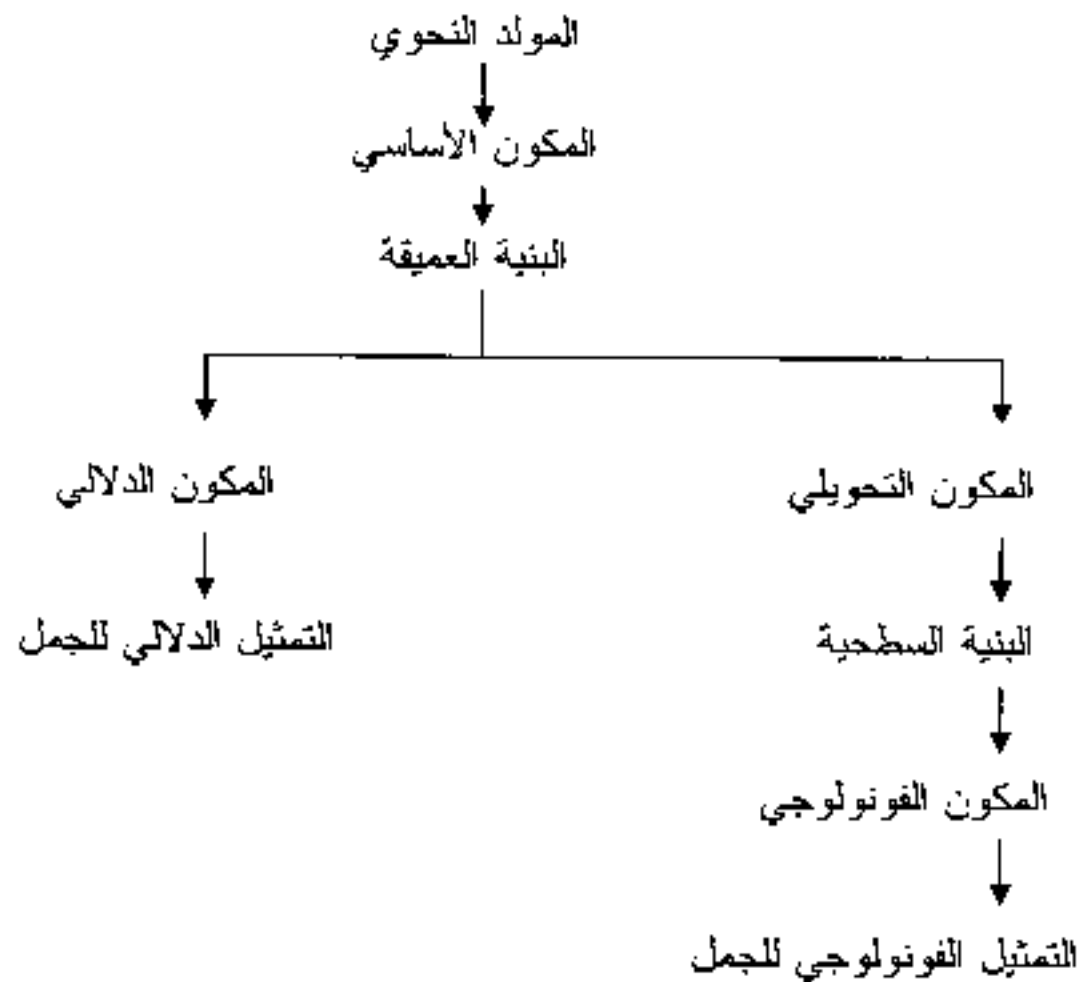 المولد النحوي
المكون الأساسي
البنية العميقة
المكون التحويلي
المكون الدلالي
البنية السطحية
التمثيل الدلالي للجمل
المكون الفونولوجي
التمثيل الفونولوجي للجمل